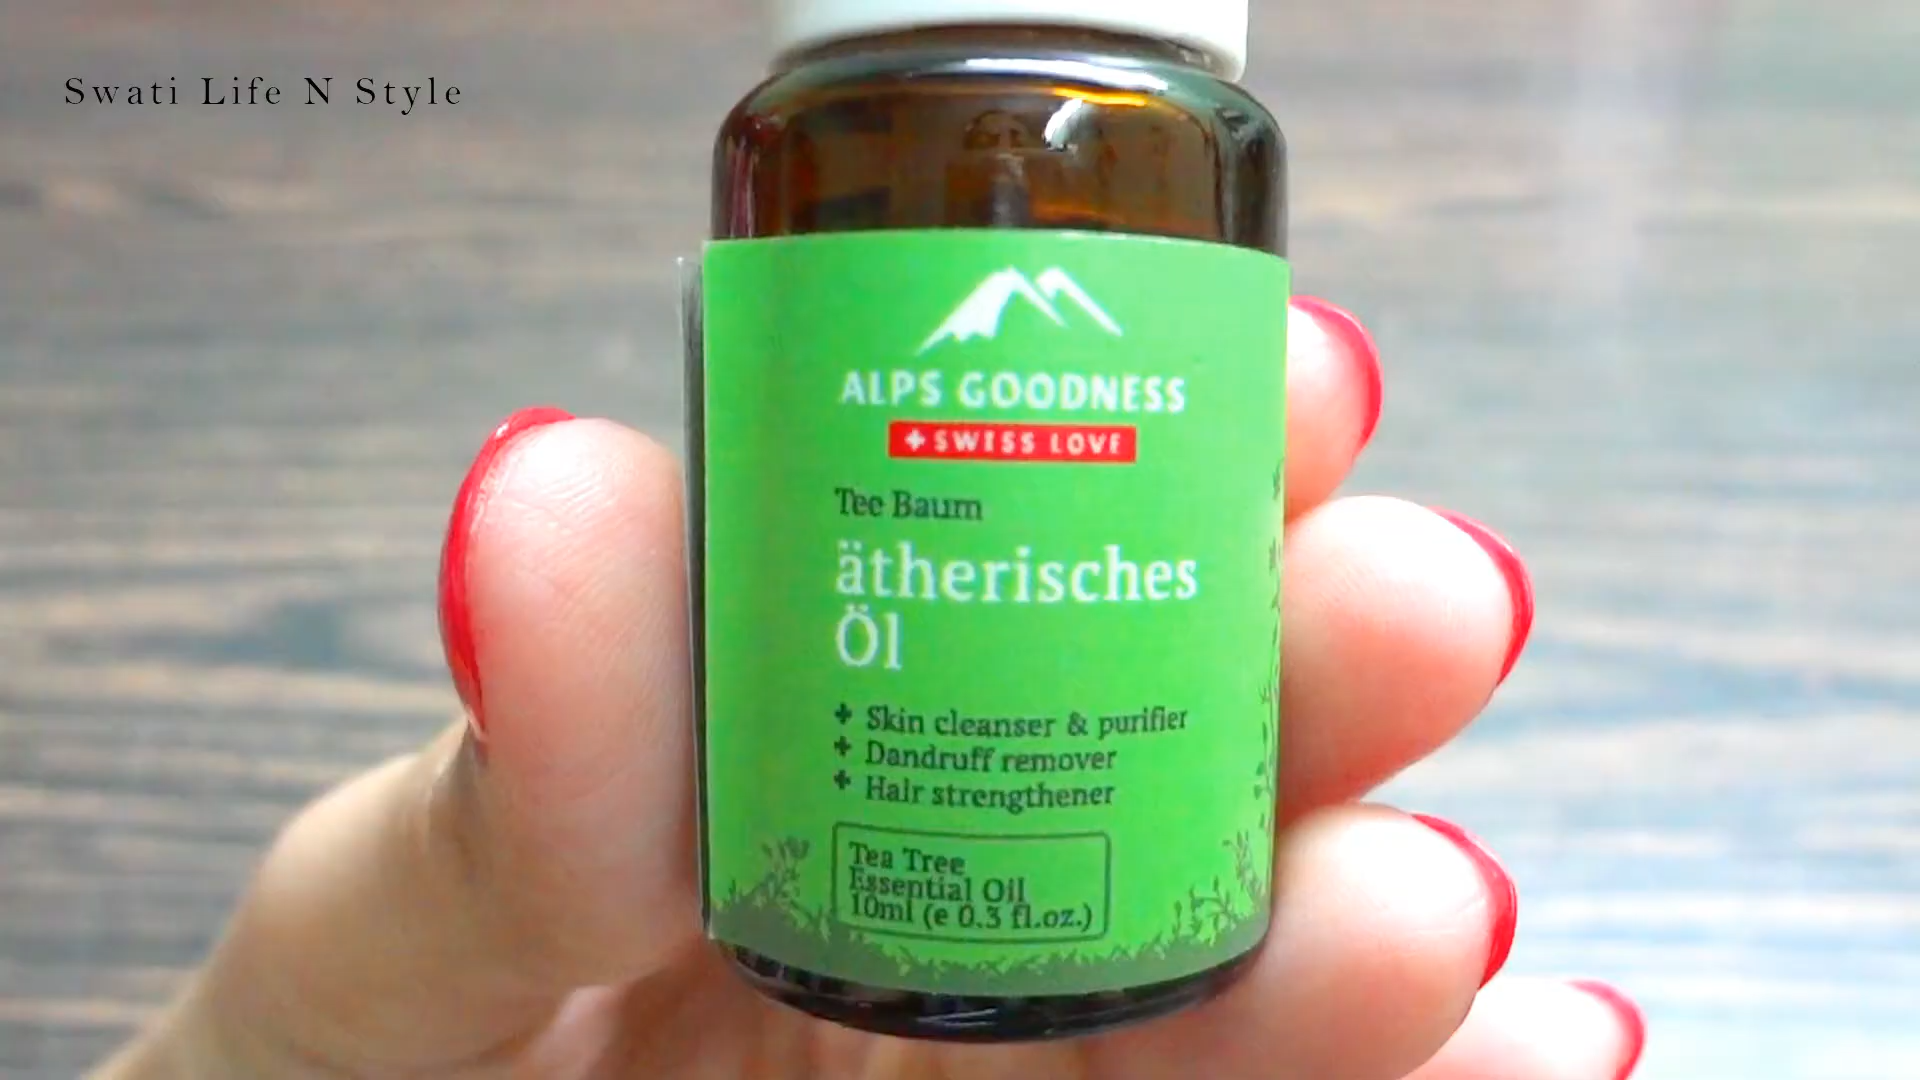 Swati Life N Style
ALPS GOODNESS
+ SWISS LOVE
Tee Baum
ätherisches
Öl
+ Skin cleanser & purifier
+ Dandruff remover
+ Hair strengthener
Tea Tree
Essential Oil
10ml (e 0.3 fl.oz.)